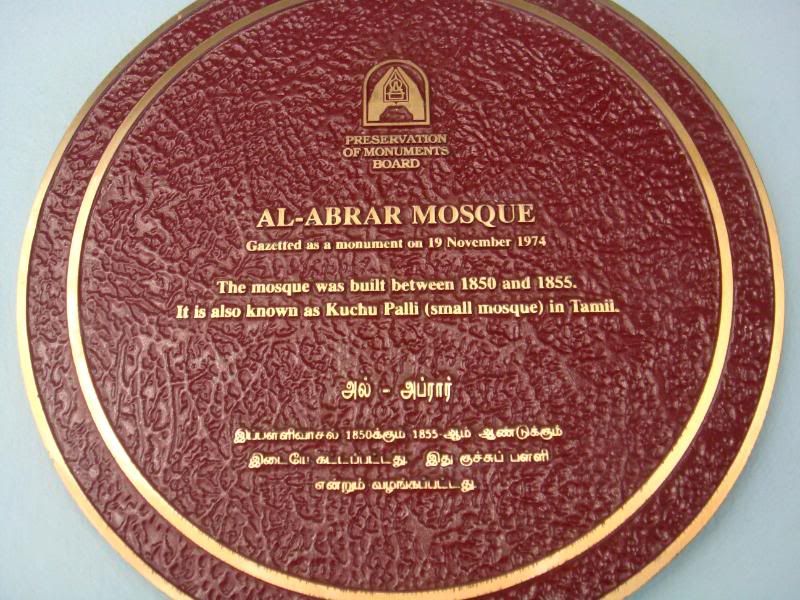 PRESERVATION
OF MONUMENTS
BOARD
AL-ABRAR MOSQUE
Gazetted as a monument on 19 November 1974
The mosque was built between 1850 and 1855.
It is also known as Kuchu Palli (small mosque) in Tamil.
அல் - அப்ரார்
இப்பள்ளிவாசல் 1850க்கும் 1855-ஆம் ஆண்டுக்கும்
இடையே கட்டப்பட்டது. இது குச்சுப் பள்ளி
என்றும் வழங்கப்பட்டது.